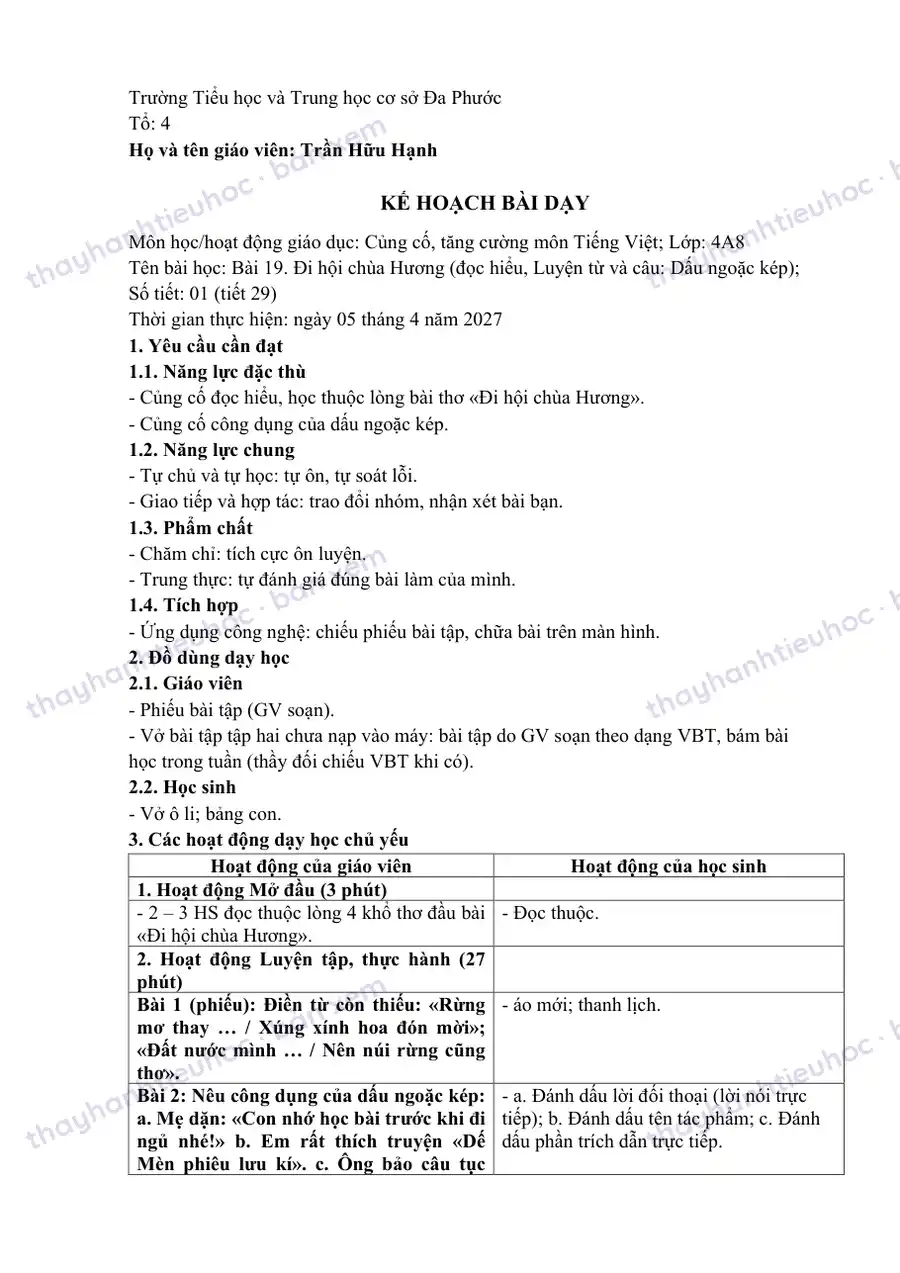 Trường Tiểu học và Trung học cơ sở Đa Phước
Tổ: 4
Họ và tên giáo viên: Trần Hữu Hạnh
KẾ HOẠCH BÀI DẠY
Môn học/hoạt động giáo dục: Củng cố, tăng cường môn Tiếng Việt; Lớp: 4A8
Tên bài học: Bài 19. Đi hội chùa Hương (đọc hiểu, Luyện từ và câu: Dấu ngoặc kép);
Số tiết: 01 (tiết 29)
Thời gian thực hiện: ngày 05 tháng 4 năm 2027
1. Yêu cầu cần đạt
1.1. Năng lực đặc thù
- Củng cố đọc hiểu, học thuộc lòng bài thơ «Đi hội chùa Hương».
- Củng cố công dụng của dấu ngoặc kép.
1.2. Năng lực chung
- Tự chủ và tự học: tự ôn, tự soát lỗi.
- Giao tiếp và hợp tác: trao đổi nhóm, nhận xét bài bạn.
1.3. Phẩm chất
- Chăm chỉ: tích cực ôn luyện.
- Trung thực: tự đánh giá đúng bài làm của mình.
1.4. Tích hợp
- Ứng dụng công nghệ: chiếu phiếu bài tập, chữa bài trên màn hình.
2. Đồ dùng dạy học
2.1. Giáo viên
- Phiếu bài tập (GV soạn).
- Vở bài tập tập hai chưa nạp vào máy: bài tập do GV soạn theo dạng VBT, bám bài
học trong tuần (thầy đối chiếu VBT khi có).
2.2. Học sinh
- Vở ô li; bảng con.
3. Các hoạt động dạy học chủ yếu
Hoạt động của giáo viên
Hoạt động của học sinh
1. Hoạt động Mở đầu (3 phút)
- 2 – 3 HS đọc thuộc lòng 4 khổ thơ đầu bài
«Đi hội chùa Hương».
- Đọc thuộc.
2. Hoạt động Luyện tập, thực hành (27
phút)
Bài 1 (phiếu): Điền từ còn thiếu: «Rừng
mơ thay … / Xúng xính hoa đón mời»;
«Đất nước mình … / Nên núi rừng cũng
thơ».
- áo mới; thanh lịch.
Bài 2: Nêu công dụng của dấu ngoặc kép:
a. Mẹ dặn: «Con nhớ học bài trước khi đi
ngủ nhé!» b. Em rất thích truyện «Dế
Mèn phiêu lưu kí». c. Ông bảo câu tục
- a. Đánh dấu lời đối thoại (lời nói trực
tiếp); b. Đánh dấu tên tác phẩm; c. Đánh
dấu phần trích dẫn trực tiếp.
thayhanhtieuhoc · bản xem
thayhanhtieuhoc · b
thayhanhtieuhoc · bản xem
thayhanhtieuhoc · b
thayhanhtieuhoc · bản xem
thayhanhtieuhoc · b